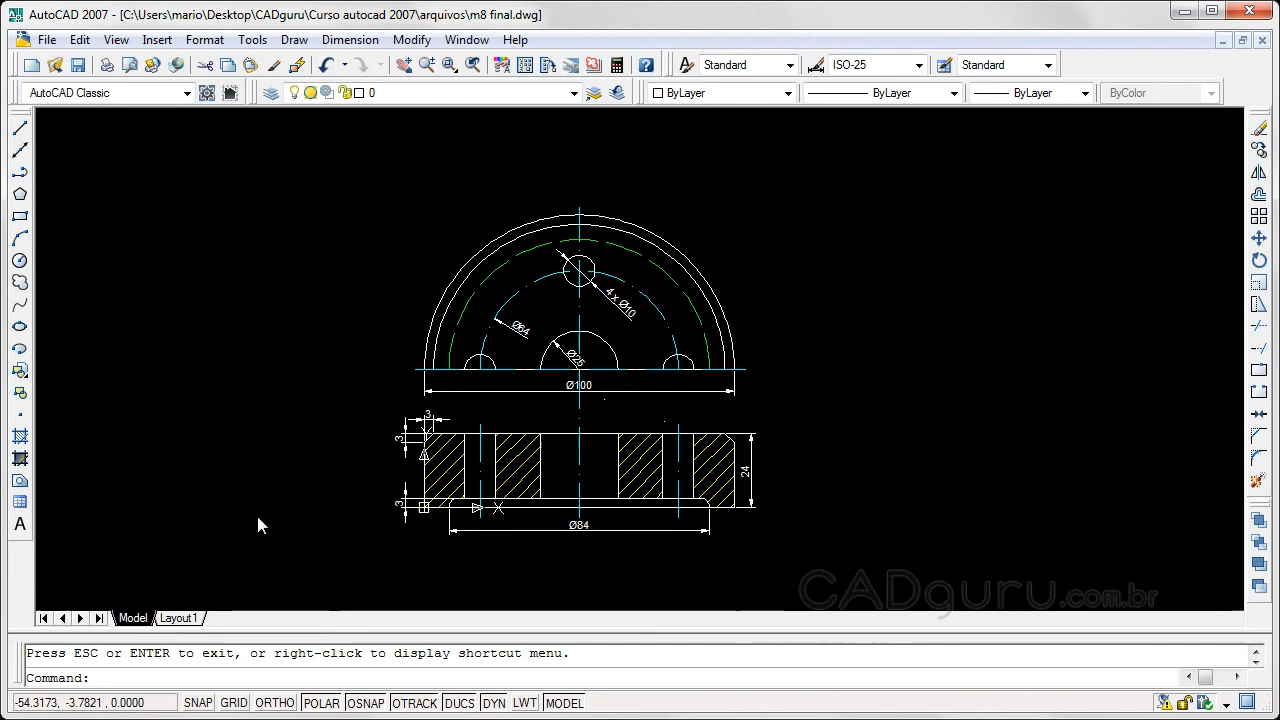 AutoCAD 2007 - [C:\Users\mario\Desktop\CADguru\Curso autocad 2007\arquivos\m8 final.dwg]
File Edit View Insert Format Tools Draw Dimension Modify Window Help
Standard ISO-25 Standard
AutoCAD Classic 0 ByLayer ByLayer ByLayer ByColor
4 x Ø10
Ø64
Ø25
Ø100
3
3
24
3
X
Ø84
A
CADguru.com.br
Model Layout1
Press ESC or ENTER to exit, or right-click to display shortcut menu.
Command:
-54.3173, -3.7821, 0.0000 SNAP GRID ORTHO POLAR OSNAP OTRACK DUCS DYN LWT MODEL